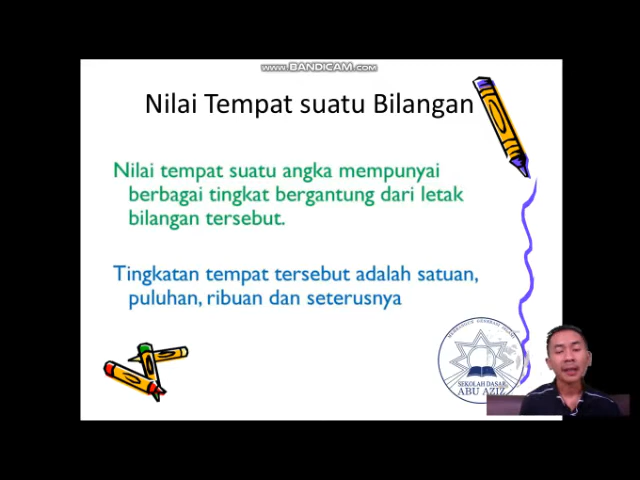 www.BANDICAM.com
Nilai Tempat suatu Bilangan
Nilai tempat suatu angka mempunyai
berbagai tingkat bergantung dari letak
bilangan tersebut.
Tingkatan tempat tersebut adalah satuan,
puluhan, ribuan dan seterusnya
SEKOLAH DASAR
ABU AZIZ